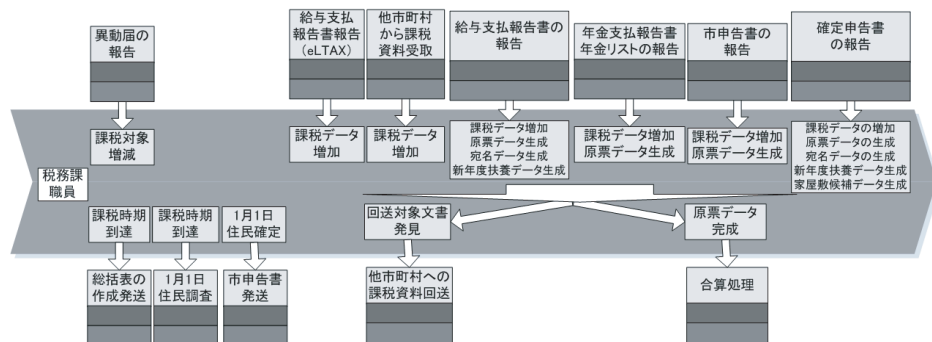 異動届の
報告
給与支払
報告書報告
（eLTAX）
他市町村
から課税
資料受取
給与支払報告書の
報告
年金支払報告書
年金リストの報告
市申告書の
報告
確定申告書
の報告
課税対象
増減
課税データ
増加
課税データ
増加
課税データ増加
原票データ生成
宛名データ生成
新年度扶養データ生成
課税データ増加
原票データ生成
課税データ増加
原票データ生成
課税データの増加
原票データの生成
宛名データの生成
新年度扶養データ生成
家屋敷候補データ生成
税務課
職員
課税時期
到達
課税時期
到達
1月1日
住民確定
回送対象文書
発見
原票データ
完成
総括表の
作成発送
1月1日
住民調査
市申告書
発送
他市町村への
課税資料回送
合算処理